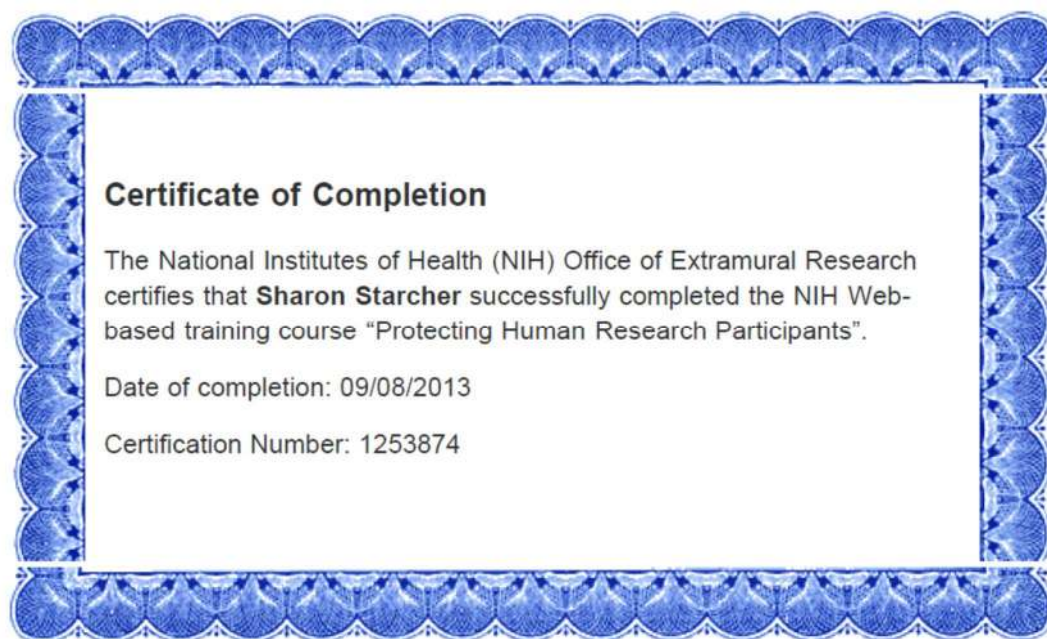 Certificate of Completion
The National Institutes of Health (NIH) Office of Extramural Research
certifies that Sharon Starcher successfully completed the NIH Web-
based training course “Protecting Human Research Participants”.
Date of completion: 09/08/2013
Certification Number: 1253874